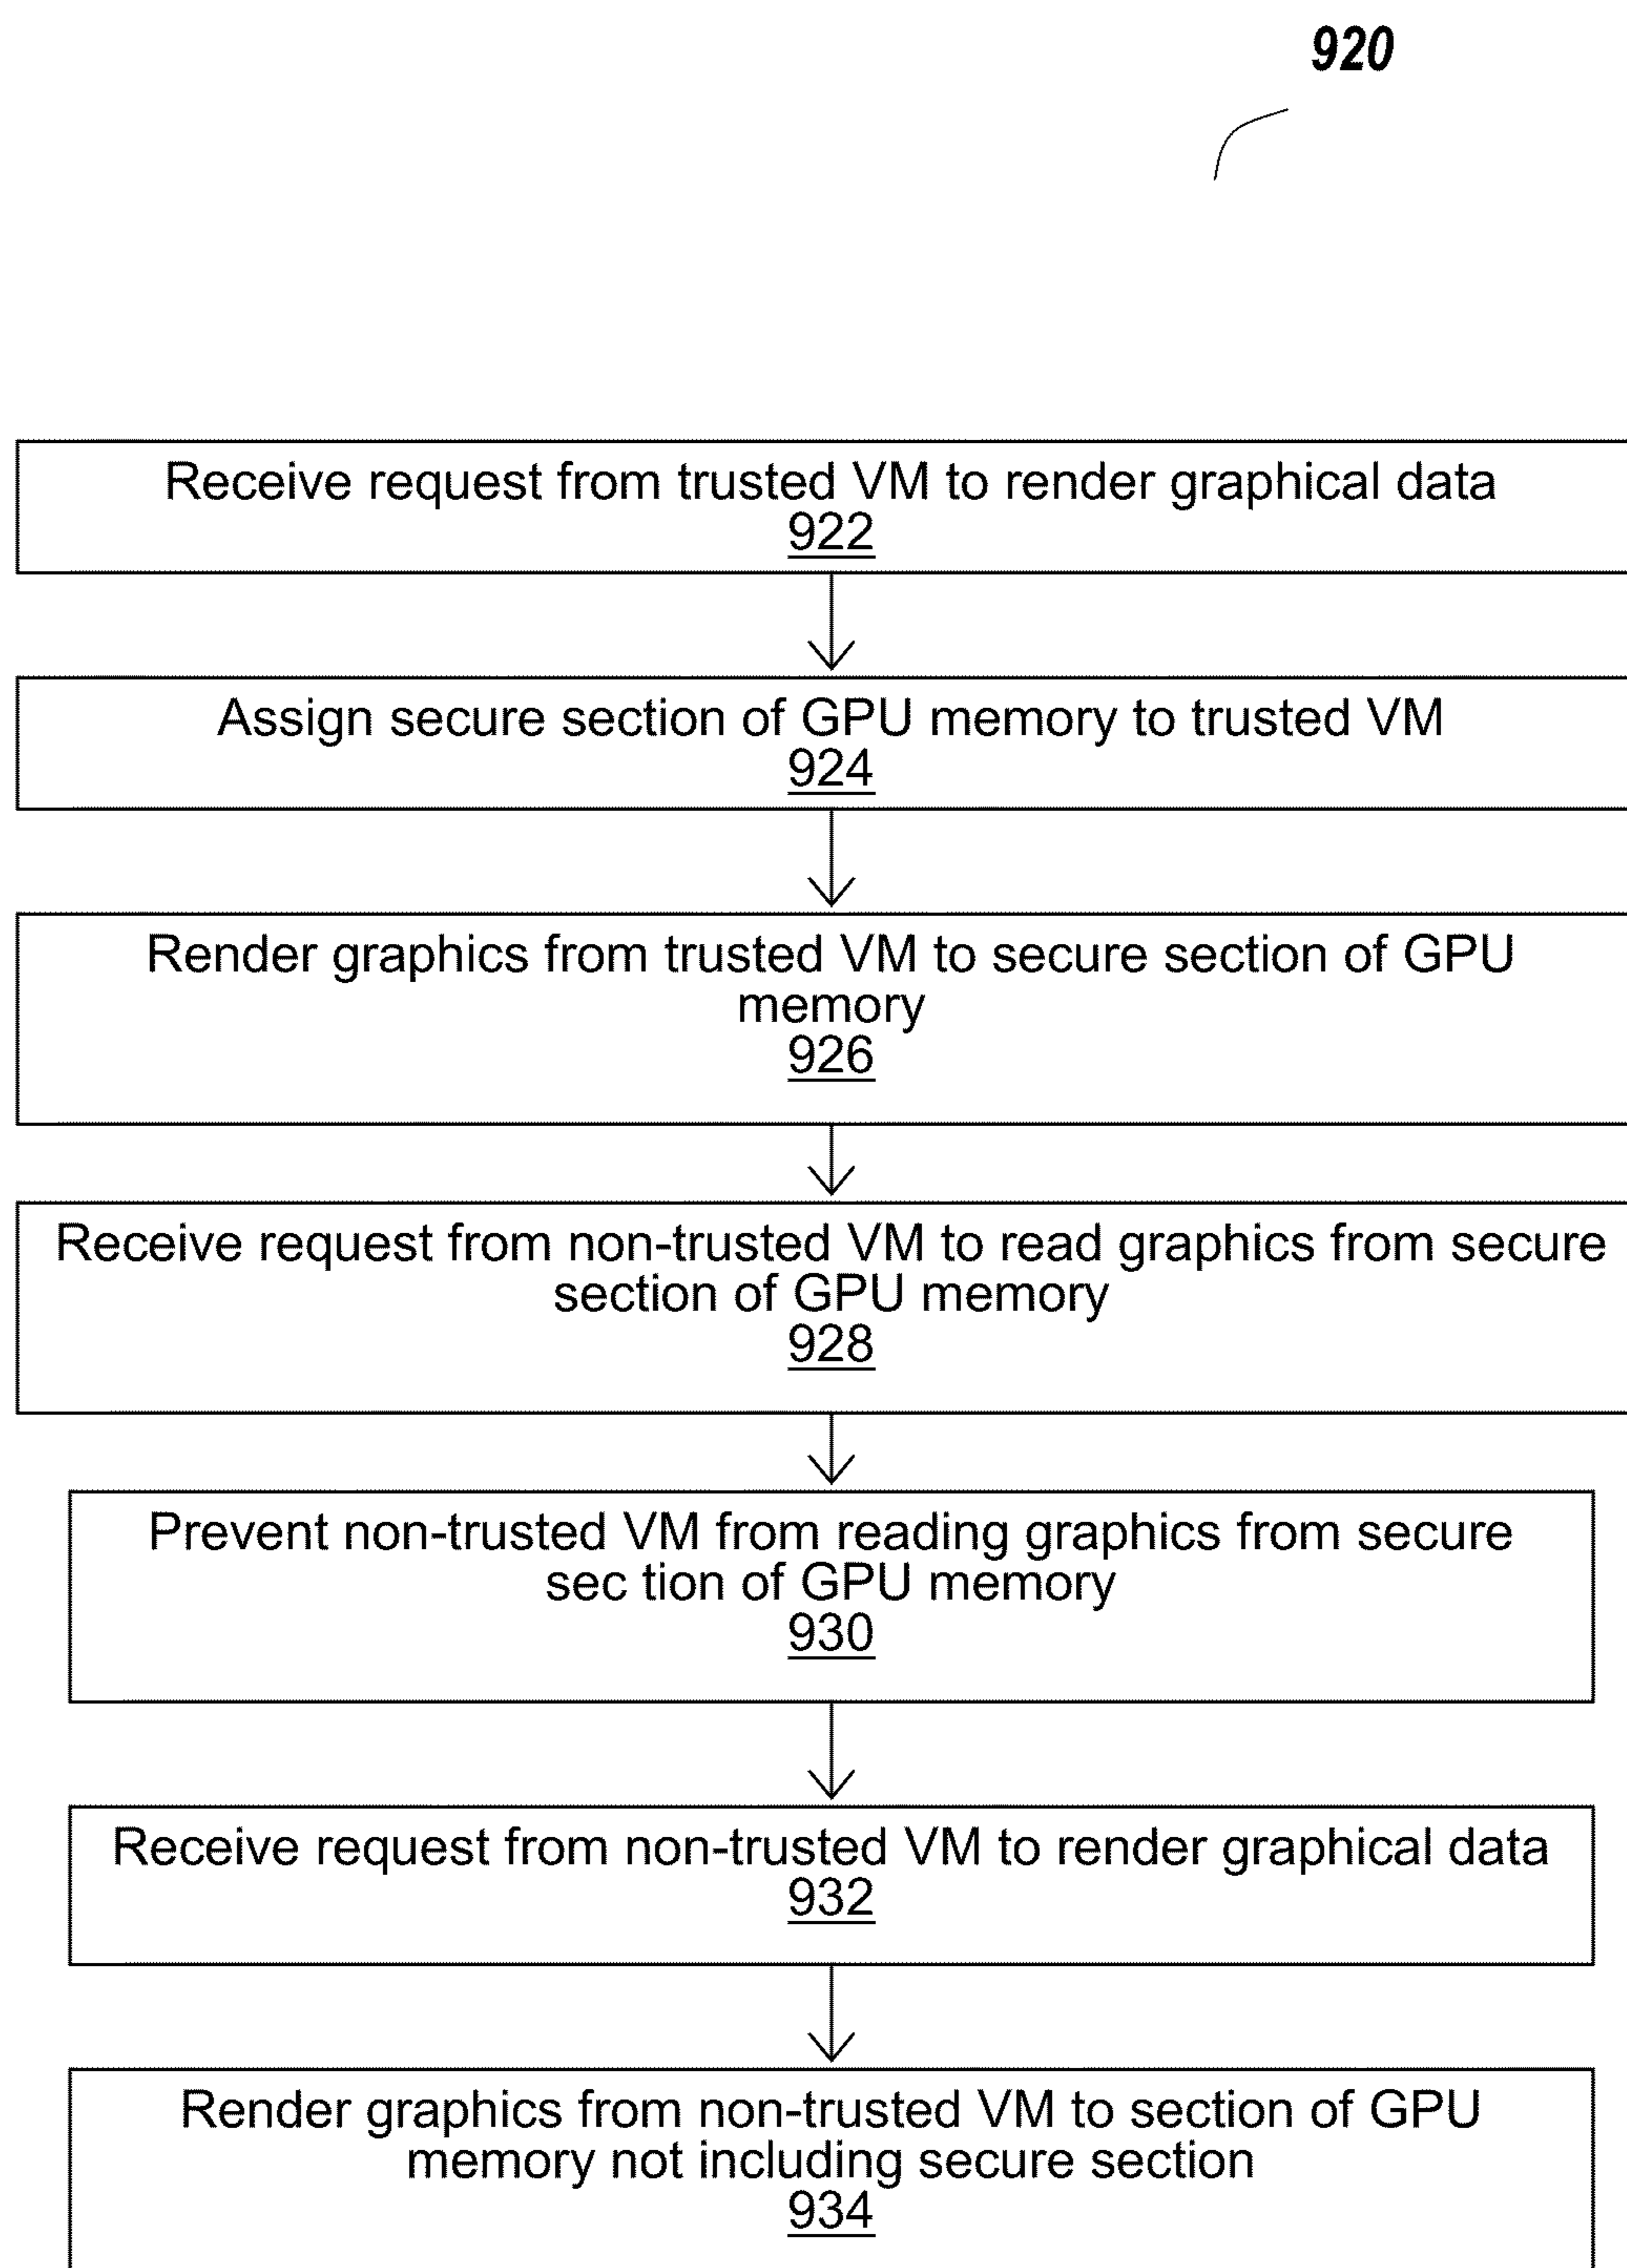 920
Receive request from trusted VM to render graphical data
922
Assign secure section of GPU memory to trusted VM
924
Render graphics from trusted VM to secure section of GPU
memory
926
Receive request from non-trusted VM to read graphics from secure
section of GPU memory
928
Prevent non-trusted VM from reading graphics from secure
sec tion of GPU memory
930
Receive request from non-trusted VM to render graphical data
932
Render graphics from non-trusted VM to section of GPU
memory not including secure section
934